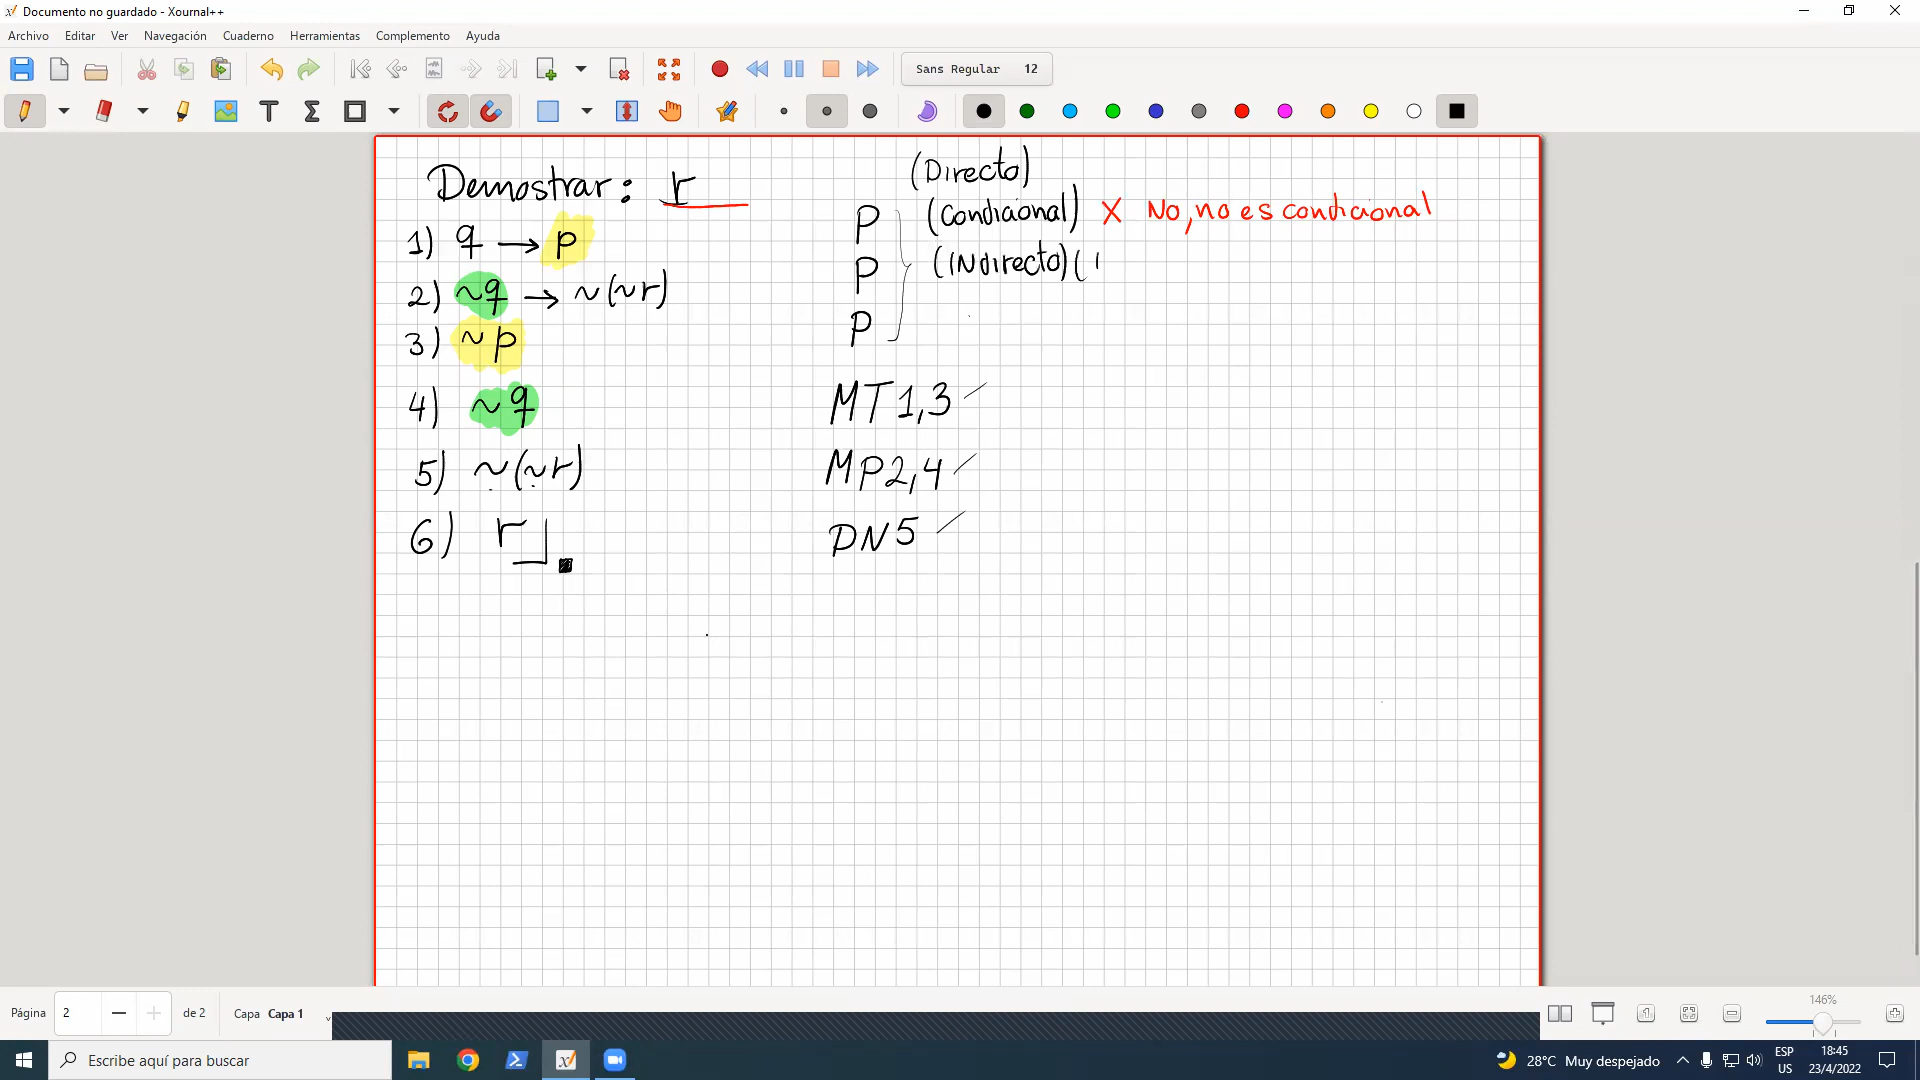 Documento no guardado - Xournal++
Archivo Editar Ver Navegación Cuaderno Herramientas Complemento Ayuda
Sans Regular 12
Demostrar: r
(Directo)
1) q → p
P (Condicional) X No, no es condicional
2) ~q → ~(~r)
P (INdirecto) (
3) ~p
P
4) ~q
MT 1,3
5) ~(~r)
MP 2,4
6) r
DN 5
Página 2 de 2 Capa Capa 1
146%
Escribe aquí para buscar
28°C Muy despejado
ESP
US
18:45
23/4/2022